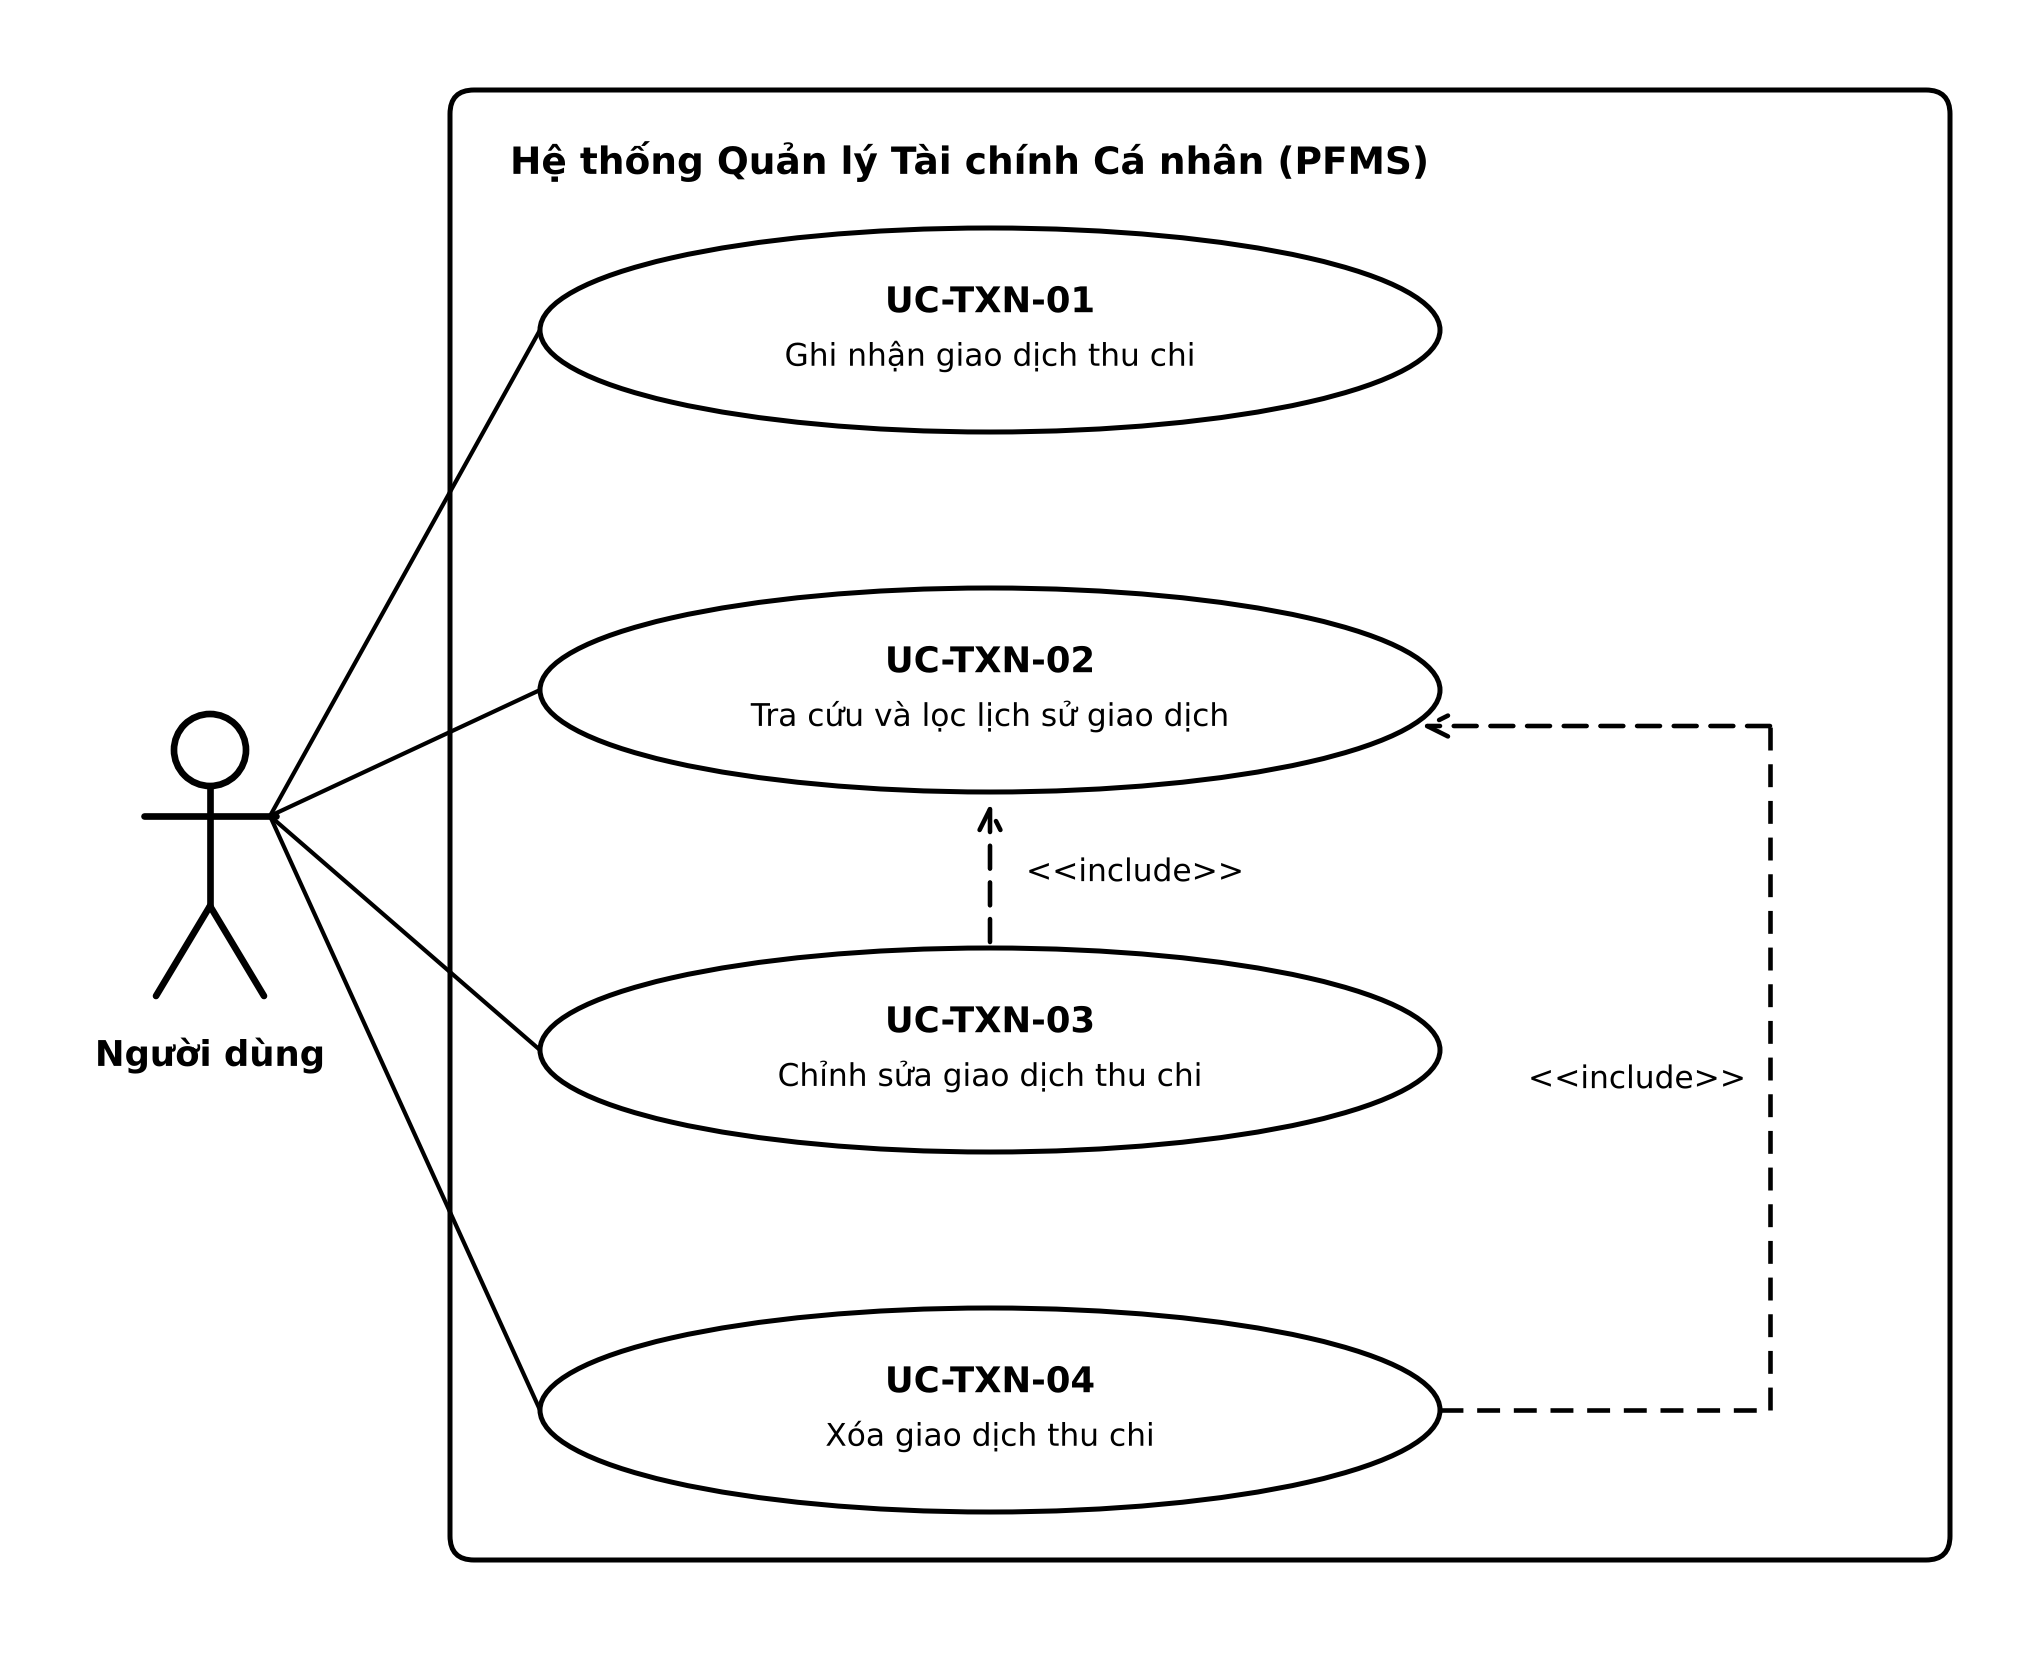 Hệ thống Quản lý Tài chính Cá nhân (PFMS)
UC-TXN-01
Ghi nhận giao dịch thu chi
UC-TXN-02
Tra cứu và lọc lịch sử giao dịch
<<include>>
UC-TXN-03
Chỉnh sửa giao dịch thu chi
Người dùng
<<include>>
UC-TXN-04
Xóa giao dịch thu chi